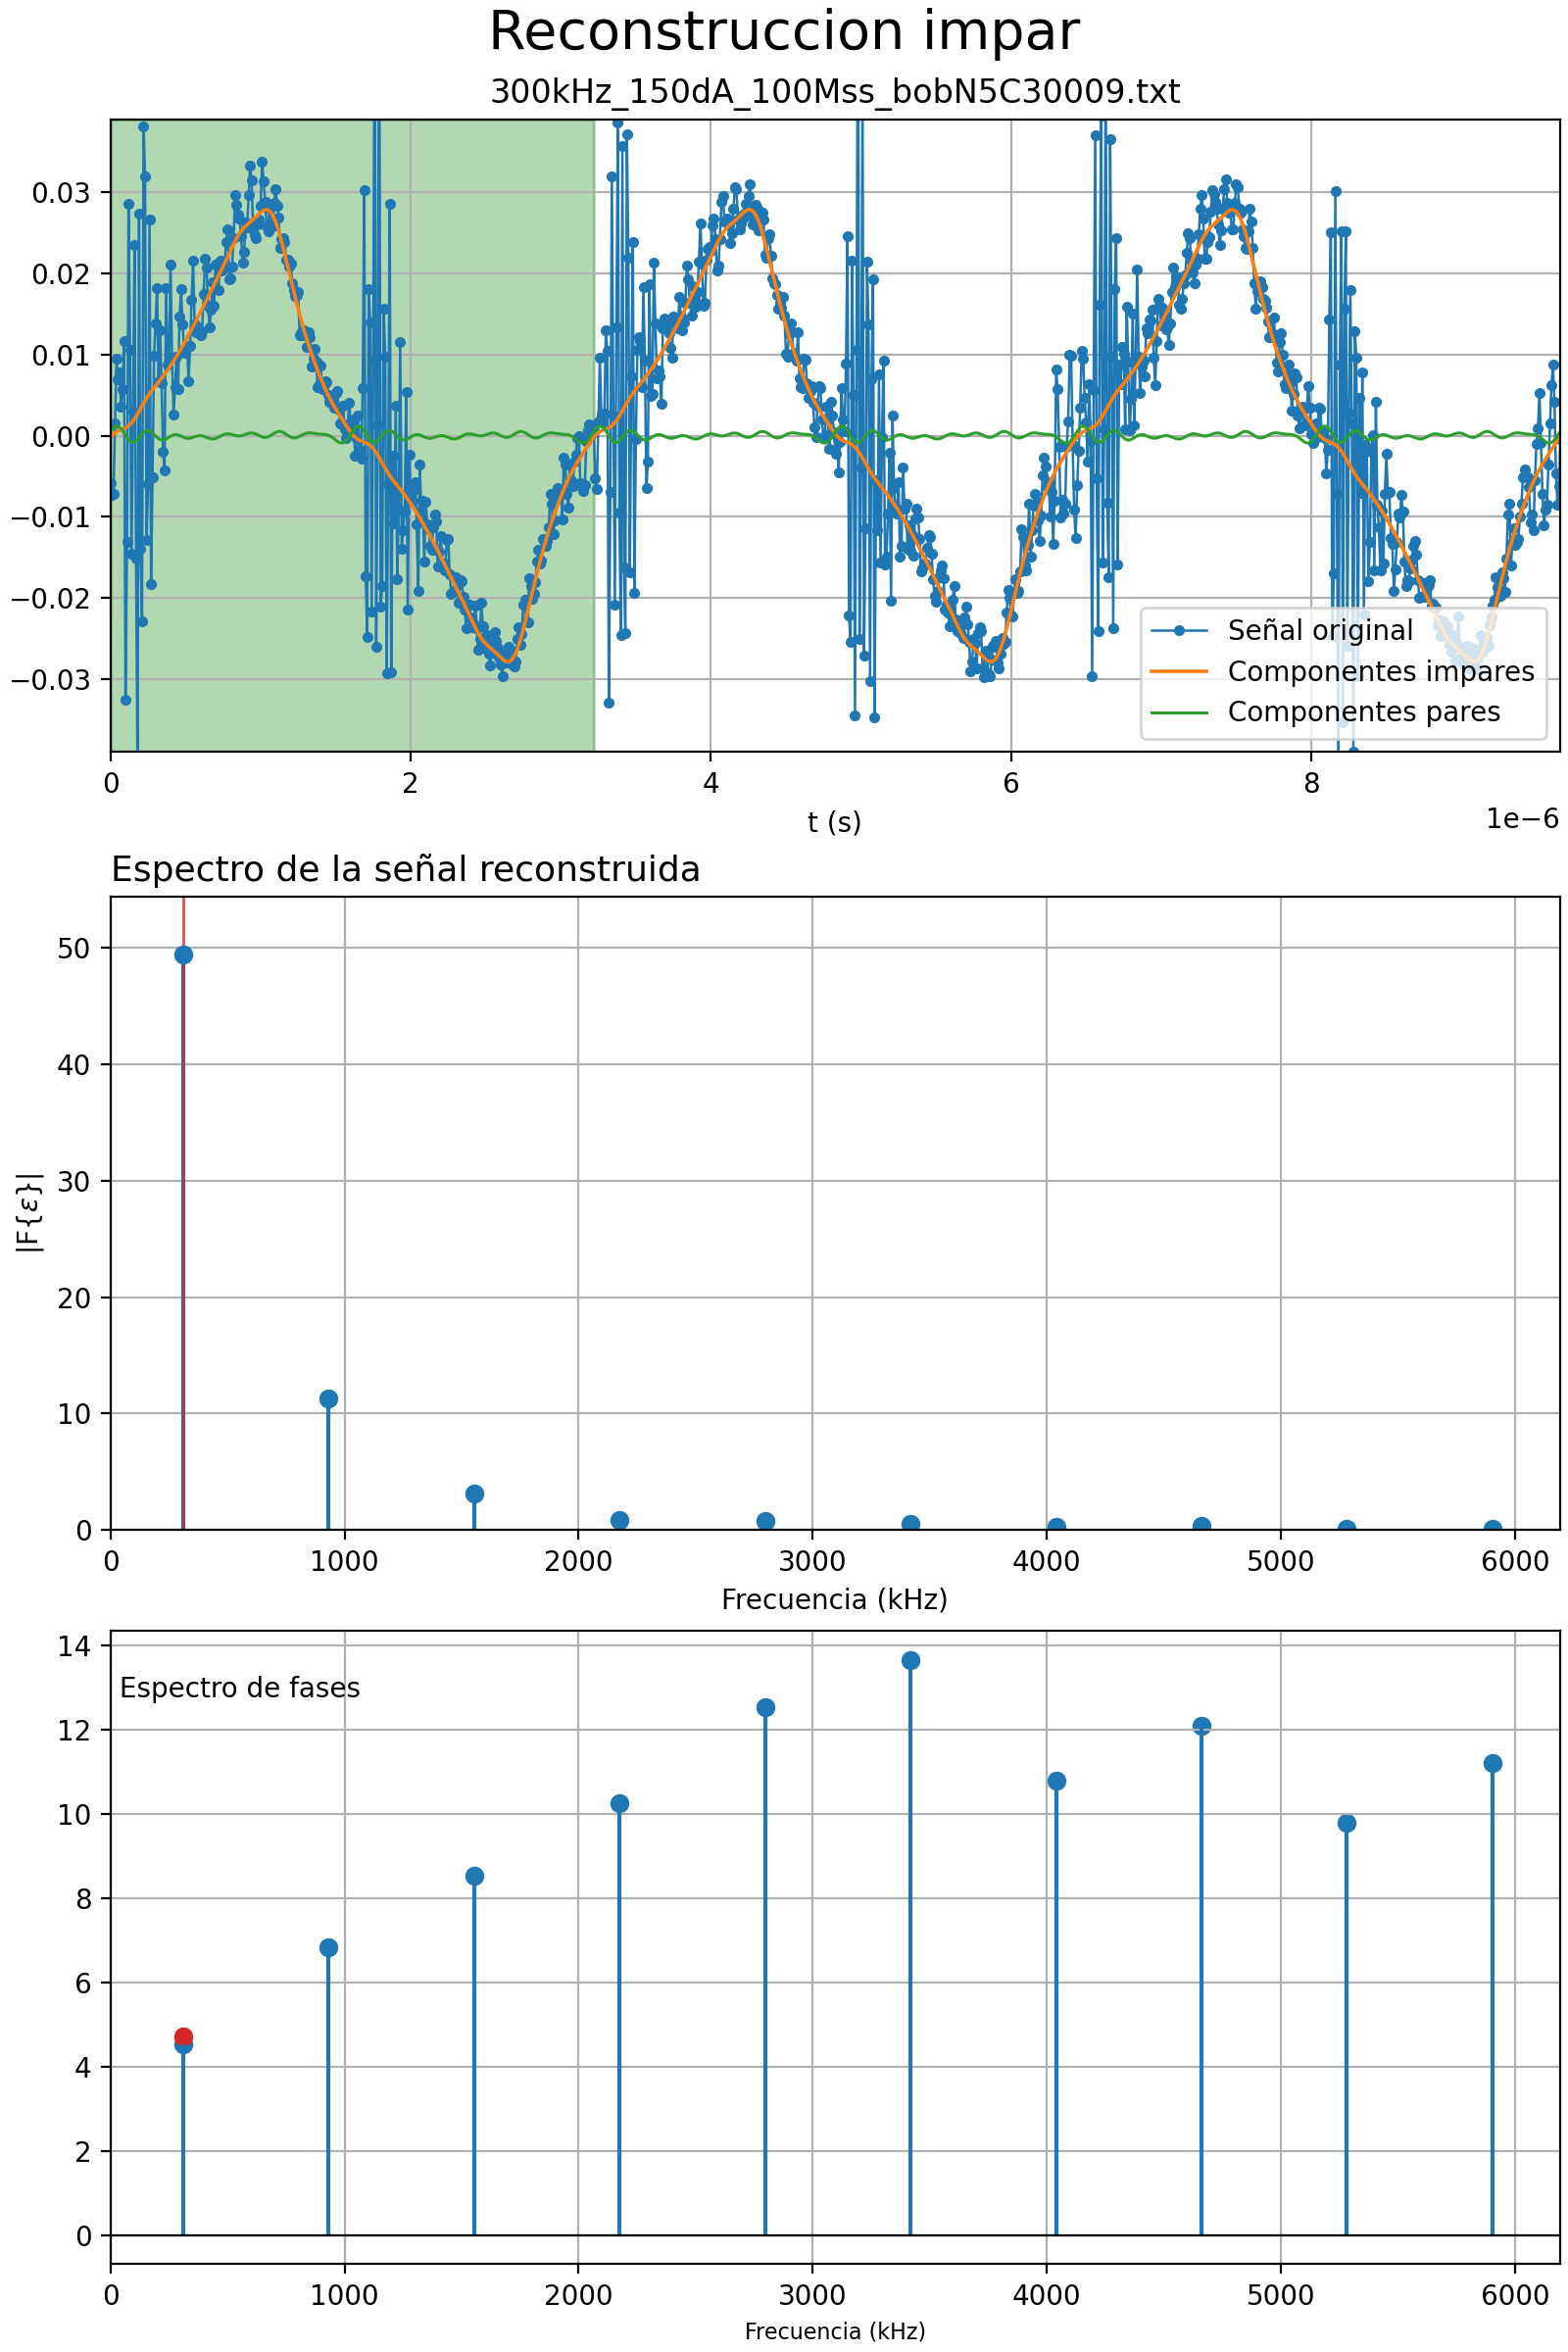 Reconstruccion impar
300kHz_150dA_100Mss_bobN5C30009.txt
0.03
0.02
0.01
0.00
−0.01
−0.02
−0.03
Señal original
Componentes impares
Componentes pares
0 2 4 6 8
1e−6
t (s)
Espectro de la señal reconstruida
50
40
30
20
10
0
|F{ε}|
0 1000 2000 3000 4000 5000 6000
Frecuencia (kHz)
14
Espectro de fases
12
10
8
6
4
2
0
0 1000 2000 3000 4000 5000 6000
Frecuencia (kHz)